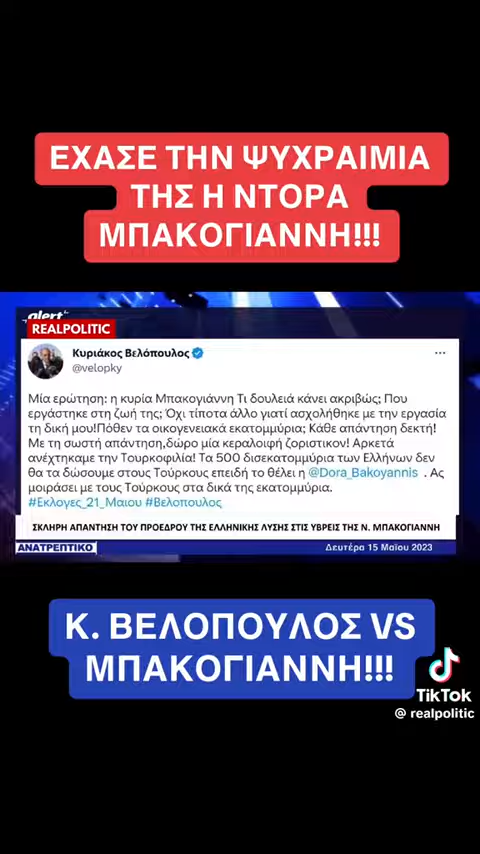 ΕΧΑΣΕ ΤΗΝ ΨΥΧΡΑΙΜΙΑ
ΤΗΣ Η ΝΤΟΡΑ
ΜΠΑΚΟΓΙΑΝΝΗ!!!
alert
REALPOLITIC
Κυριάκος Βελόπουλος
@velopky
Μία ερώτηση: η κυρία Μπακογιάννη Τι δουλειά κάνει ακριβώς; Που
εργάστηκε στη ζωή της; Όχι τίποτα άλλο γιατί ασχολήθηκε με την εργασία
τη δική μου!Πόθεν τα οικογενειακά εκατομμύρια; Κάθε απάντηση δεκτή!
Με τη σωστή απάντηση,δώρο μία κεραλοιφή ζοριστικον! Αρκετά
ανέχτηκαμε την Τουρκοφιλία! Τα 500 δισεκατομμύρια των Ελλήνων δεν
θα τα δώσουμε στους Τούρκους επειδή το θέλει η @Dora_Bakoyannis . Ας
μοιράσει με τους Τούρκους στα δικά της εκατομμύρια.
#Εκλογες_21_Μαιου #Βελοπουλος
ΣΚΛΗΡΗ ΑΠΑΝΤΗΣΗ ΤΟΥ ΠΡΟΕΔΡΟΥ ΤΗΣ ΕΛΛΗΝΙΚΗΣ ΛΥΣΗΣ ΣΤΙΣ ΥΒΡΕΙΣ ΤΗΣ Ν. ΜΠΑΚΟΓΙΑΝΝΗ
ΑΝΑΤΡΕΠΤΙΚΟ
Δευτέρα 15 Μαΐου 2023
Κ. ΒΕΛΟΠΟΥΛΟΣ VS
ΜΠΑΚΟΓΙΑΝΝΗ!!!
TikTok
@ realpolitic